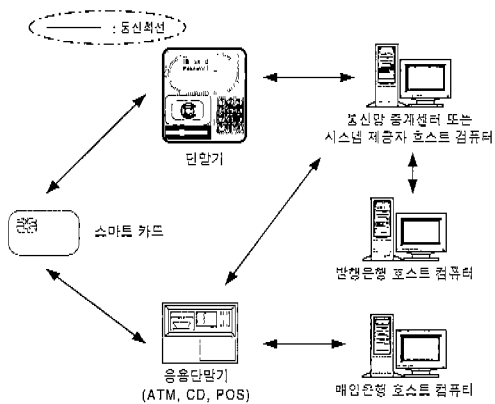 : 통신회선
단말기
통신망 중계센터 또는
시스템 제공자 호스트 컴퓨터
스마트 카드
발행은행 호스트 컴퓨터
응용단말기
(ATM, CD, POS)
매입은행 호스트 컴퓨터